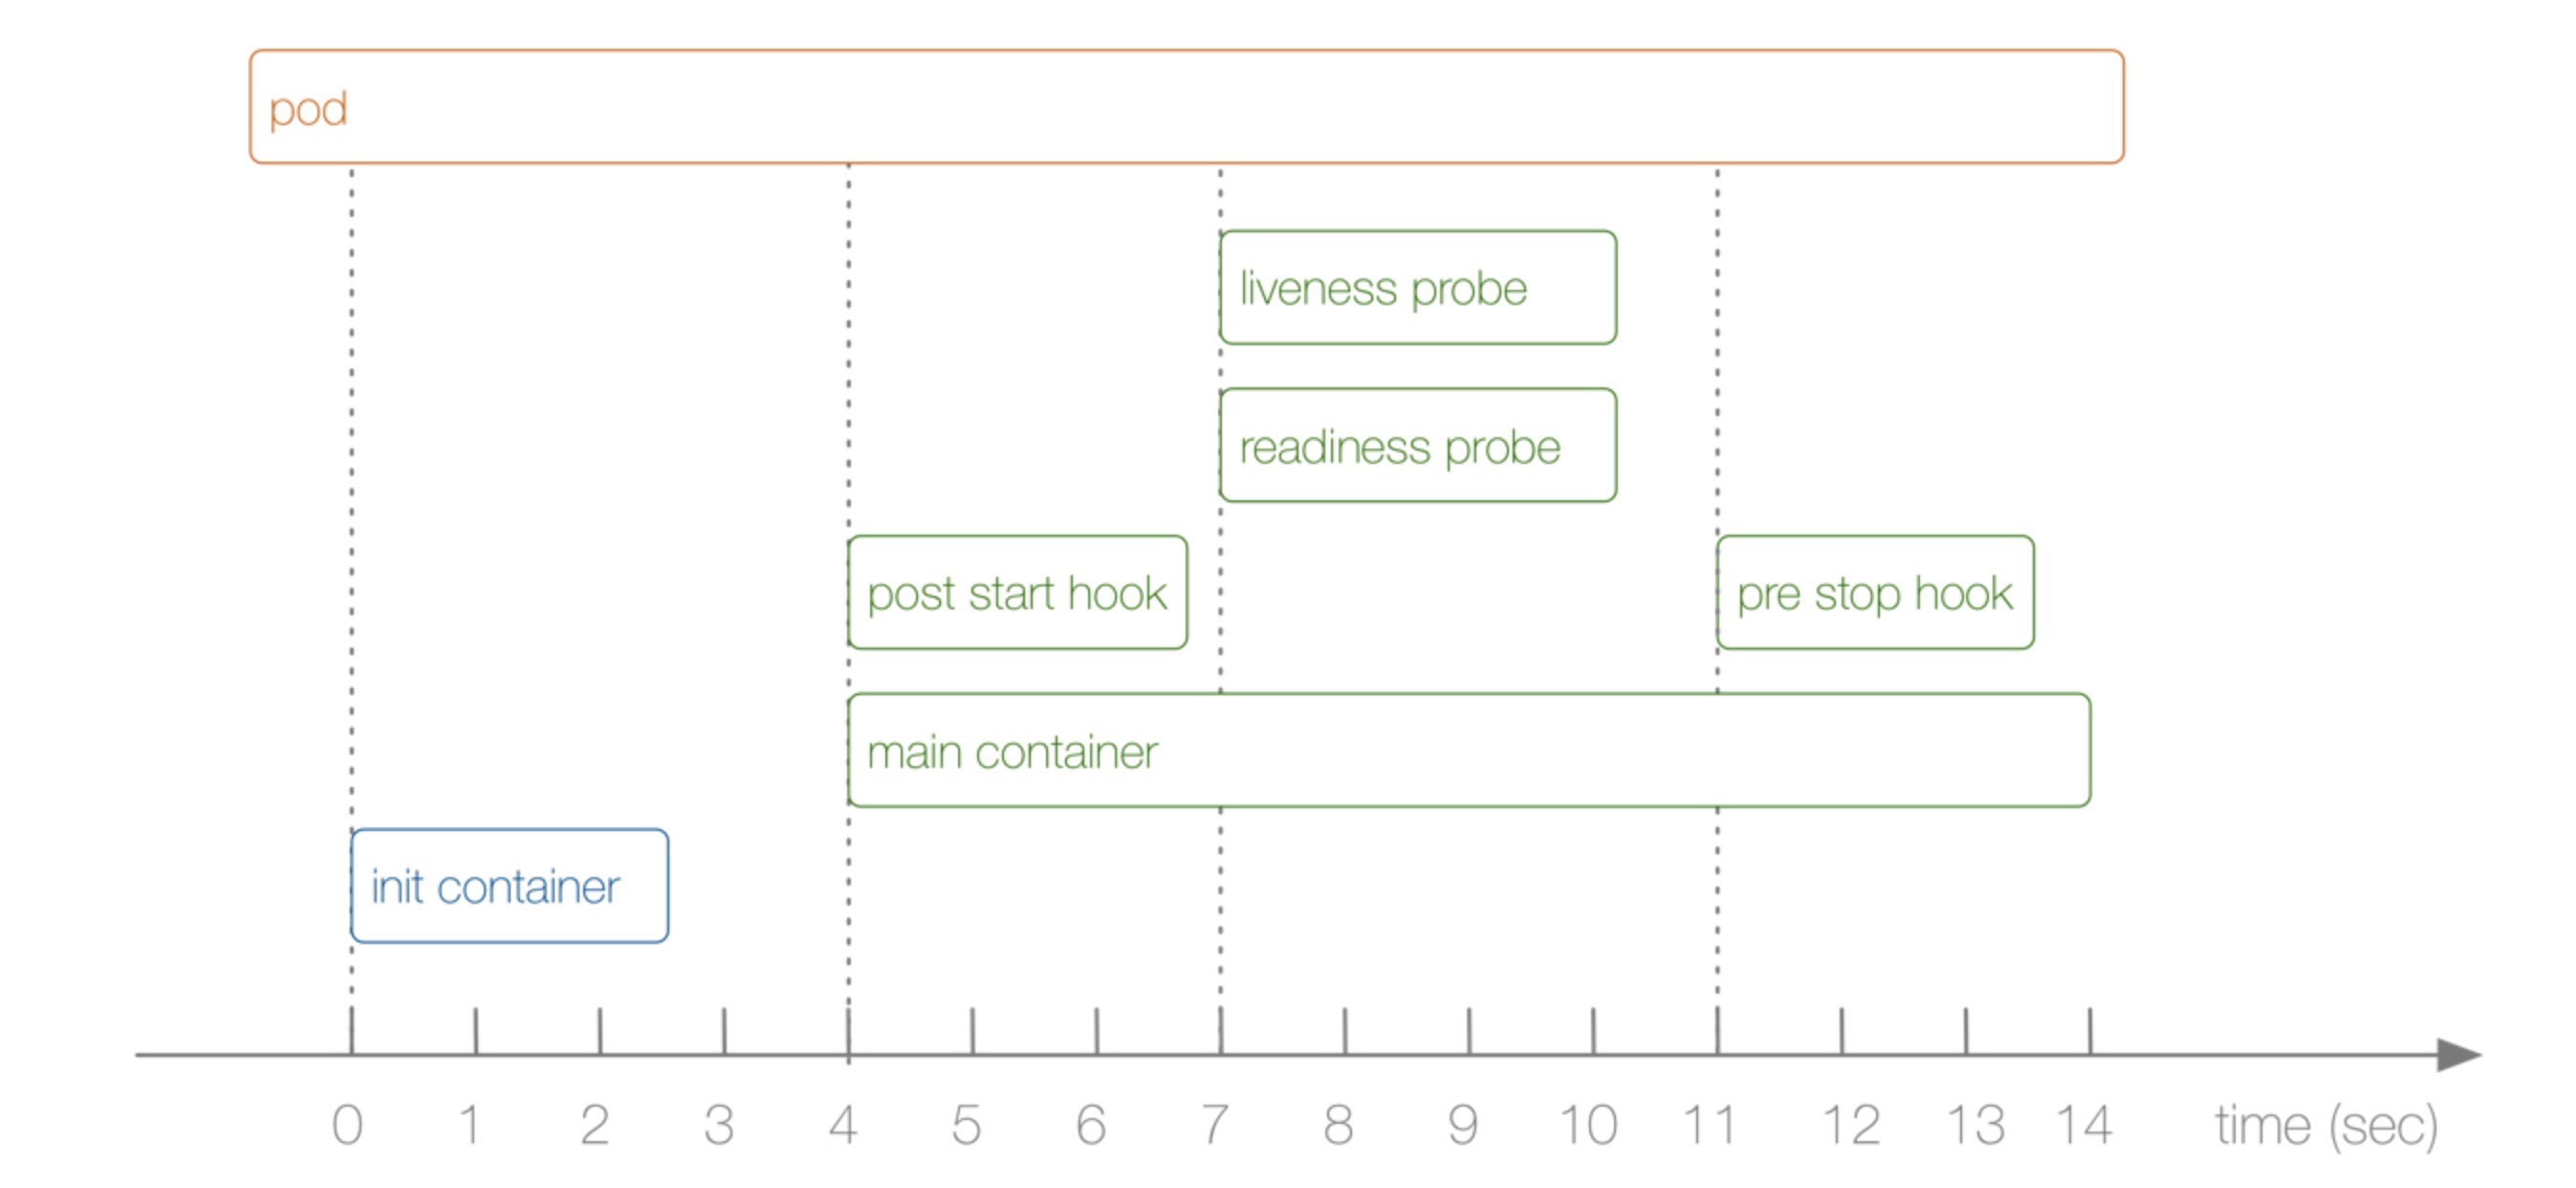 pod
liveness probe
readiness probe
post start hook
pre stop hook
main container
init container
0 1 2 3 4 5 6 7 8 9 10 11 12 13 14 time (sec)